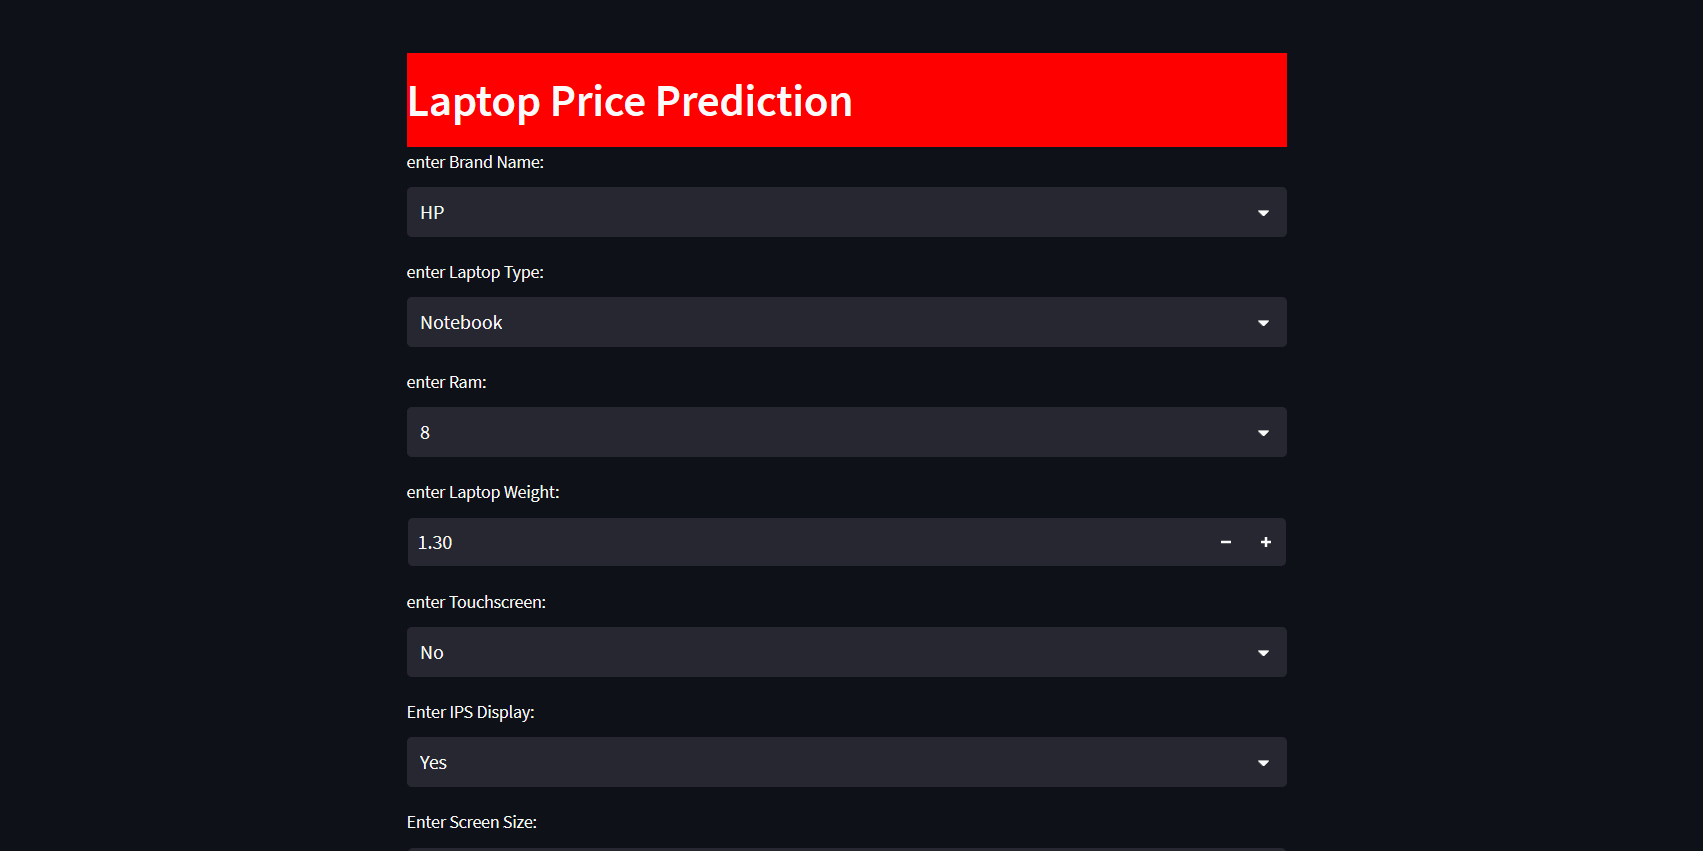 Laptop Price Prediction
enter Brand Name:
HP
enter Laptop Type:
Notebook
enter Ram:
8
enter Laptop Weight:
1.30
enter Touchscreen:
No
Enter IPS Display:
Yes
Enter Screen Size: